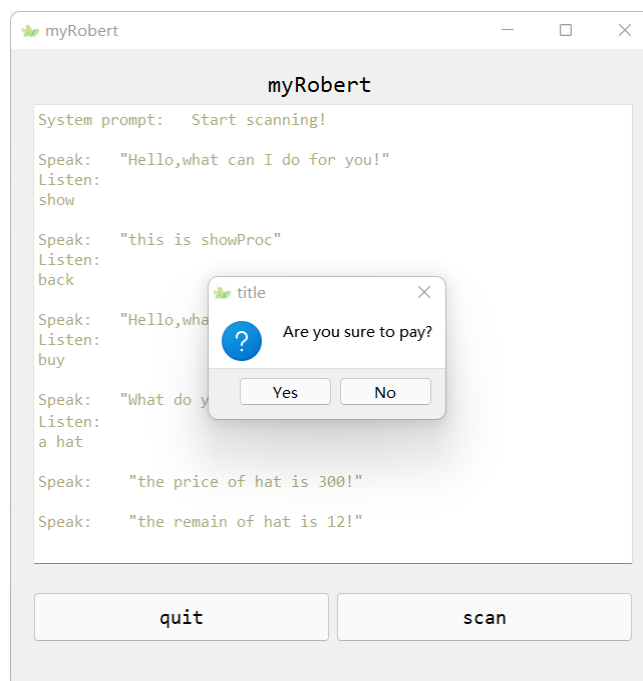 myRobert
myRobert
System prompt:   Start scanning!
Speak:   "Hello,what can I do for you!"
Listen:
show
Speak:   "this is showProc"
Listen:
back
title
Speak:   "Hello,wha
Are you sure to pay?
Listen:
buy
Yes No
Speak:   "What do y
Listen:
a hat
Speak:    "the price of hat is 300!"
Speak:    "the remain of hat is 12!"
quit scan